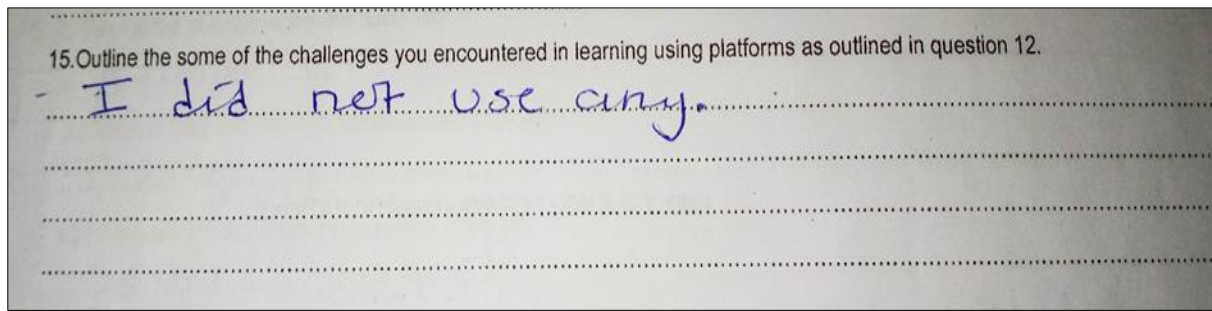 15.Outline the some of the challenges you encountered in learning using platforms as outlined in question 12.
- I did not use any.